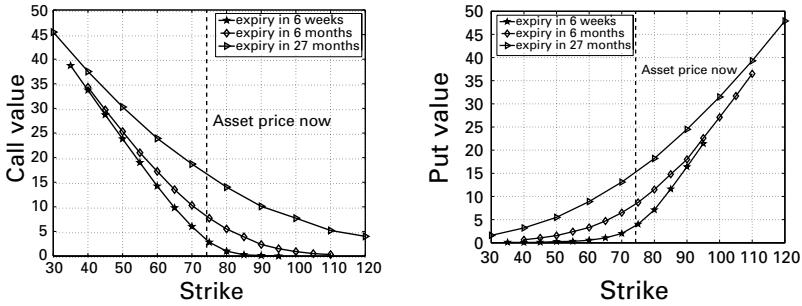 Call value
50
45
40
35
30
25
20
15
10
5
0
expiry in 6 weeks
expiry in 6 months
expiry in 27 months
Asset price now
30 40 50 60 70 80 90 100 110 120
Strike
Put value
50
45
40
35
30
25
20
15
10
5
0
expiry in 6 weeks
expiry in 6 months
expiry in 27 months
Asset price now
30 40 50 60 70 80 90 100 110 120
Strike